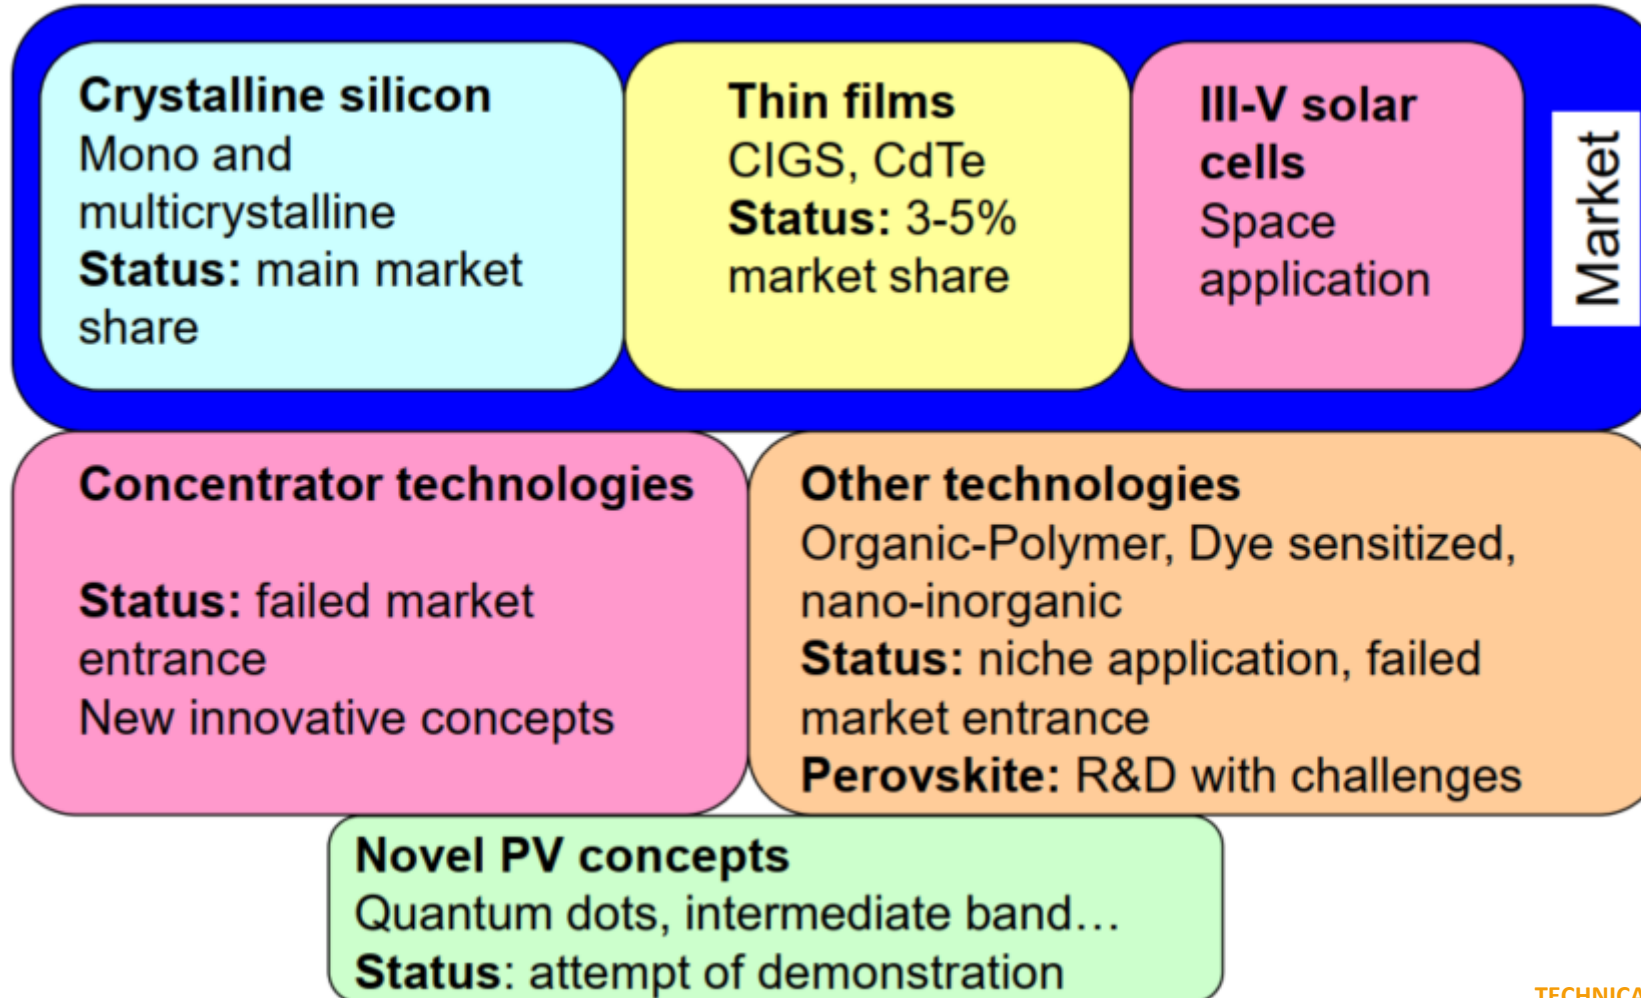 Crystalline silicon
Mono and
multicrystalline
Status: main market
share
Thin films
CIGS, CdTe
Status: 3-5%
market share
III-V solar
cells
Space
application
Market
Concentrator technologies
Status: failed market
entrance
New innovative concepts
Other technologies
Organic-Polymer, Dye sensitized,
nano-inorganic
Status: niche application, failed
market entrance
Perovskite: R&D with challenges
Novel PV concepts
Quantum dots, intermediate band…
Status: attempt of demonstration